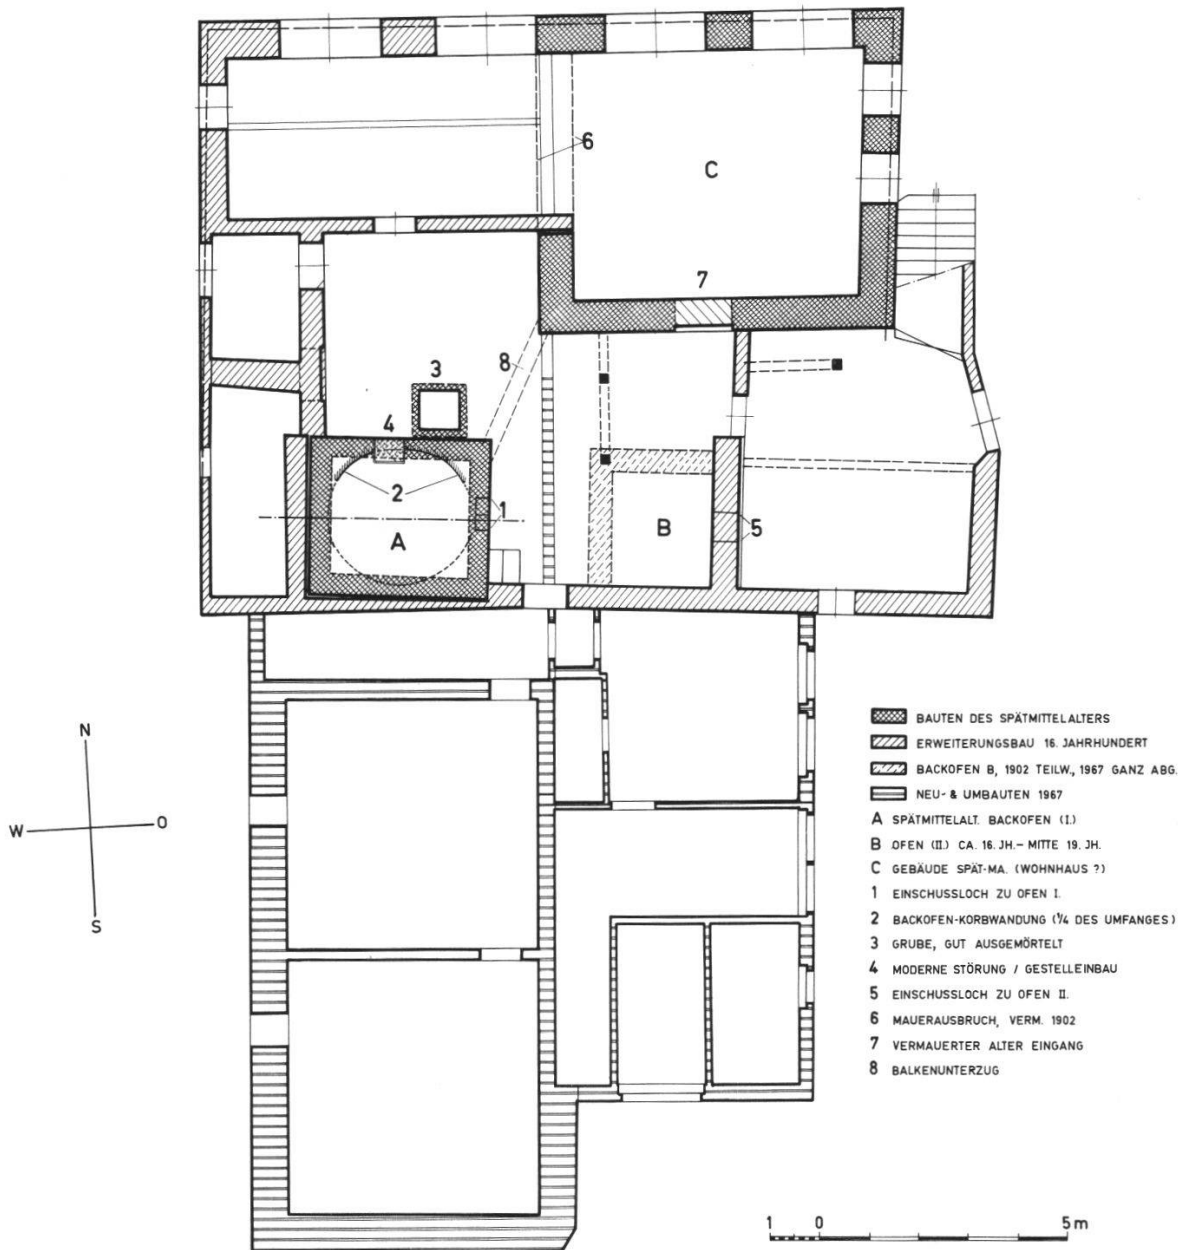 6
C
7
8
3
4
2
1
A
B
5
N
W
O
S
BAUTEN DES SPÄTMITTELALTERS
ERWEITERUNGSBAU 16. JAHRHUNDERT
BACKOFEN B, 1902 TEILW., 1967 GANZ ABG.
NEU- & UMBAUTEN 1967
A SPÄTMITTELALT. BACKOFEN (I.)
B OFEN (II.) CA. 16. JH. – MITTE 19. JH.
C GEBÄUDE SPÄT-MA. (WOHNHAUS ?)
1 EINSCHUSSLOCH ZU OFEN I.
2 BACKOFEN-KORBWANDUNG (¼ DES UMFANGES)
3 GRUBE, GUT AUSGEMÖRTELT
4 MODERNE STÖRUNG / GESTELLEINBAU
5 EINSCHUSSLOCH ZU OFEN II.
6 MAUERAUSBRUCH, VERM. 1902
7 VERMAUERTER ALTER EINGANG
8 BALKENUNTERZUG
1 0 5 m